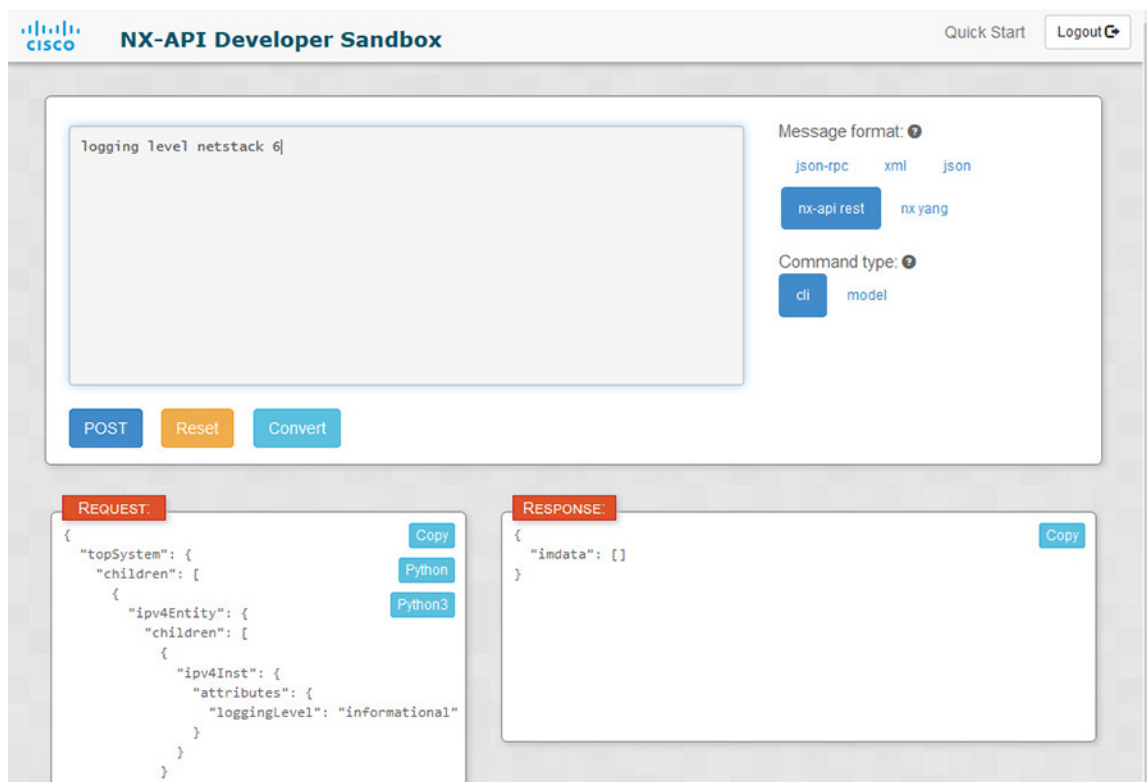 CISCO
NX-API Developer Sandbox
Quick Start
Logout
logging level netstack 6
Message format:
json-rpc xml json
nx-api rest nx yang
Command type:
cli model
POST Reset Convert
REQUEST:
Copy
Python
Python3
{
"topSystem": {
"children": [
{
"ipv4Entity": {
"children": [
{
"ipv4Inst": {
"attributes": {
"loggingLevel": "informational"
}
}
}
RESPONSE:
Copy
{
"imdata": []
}